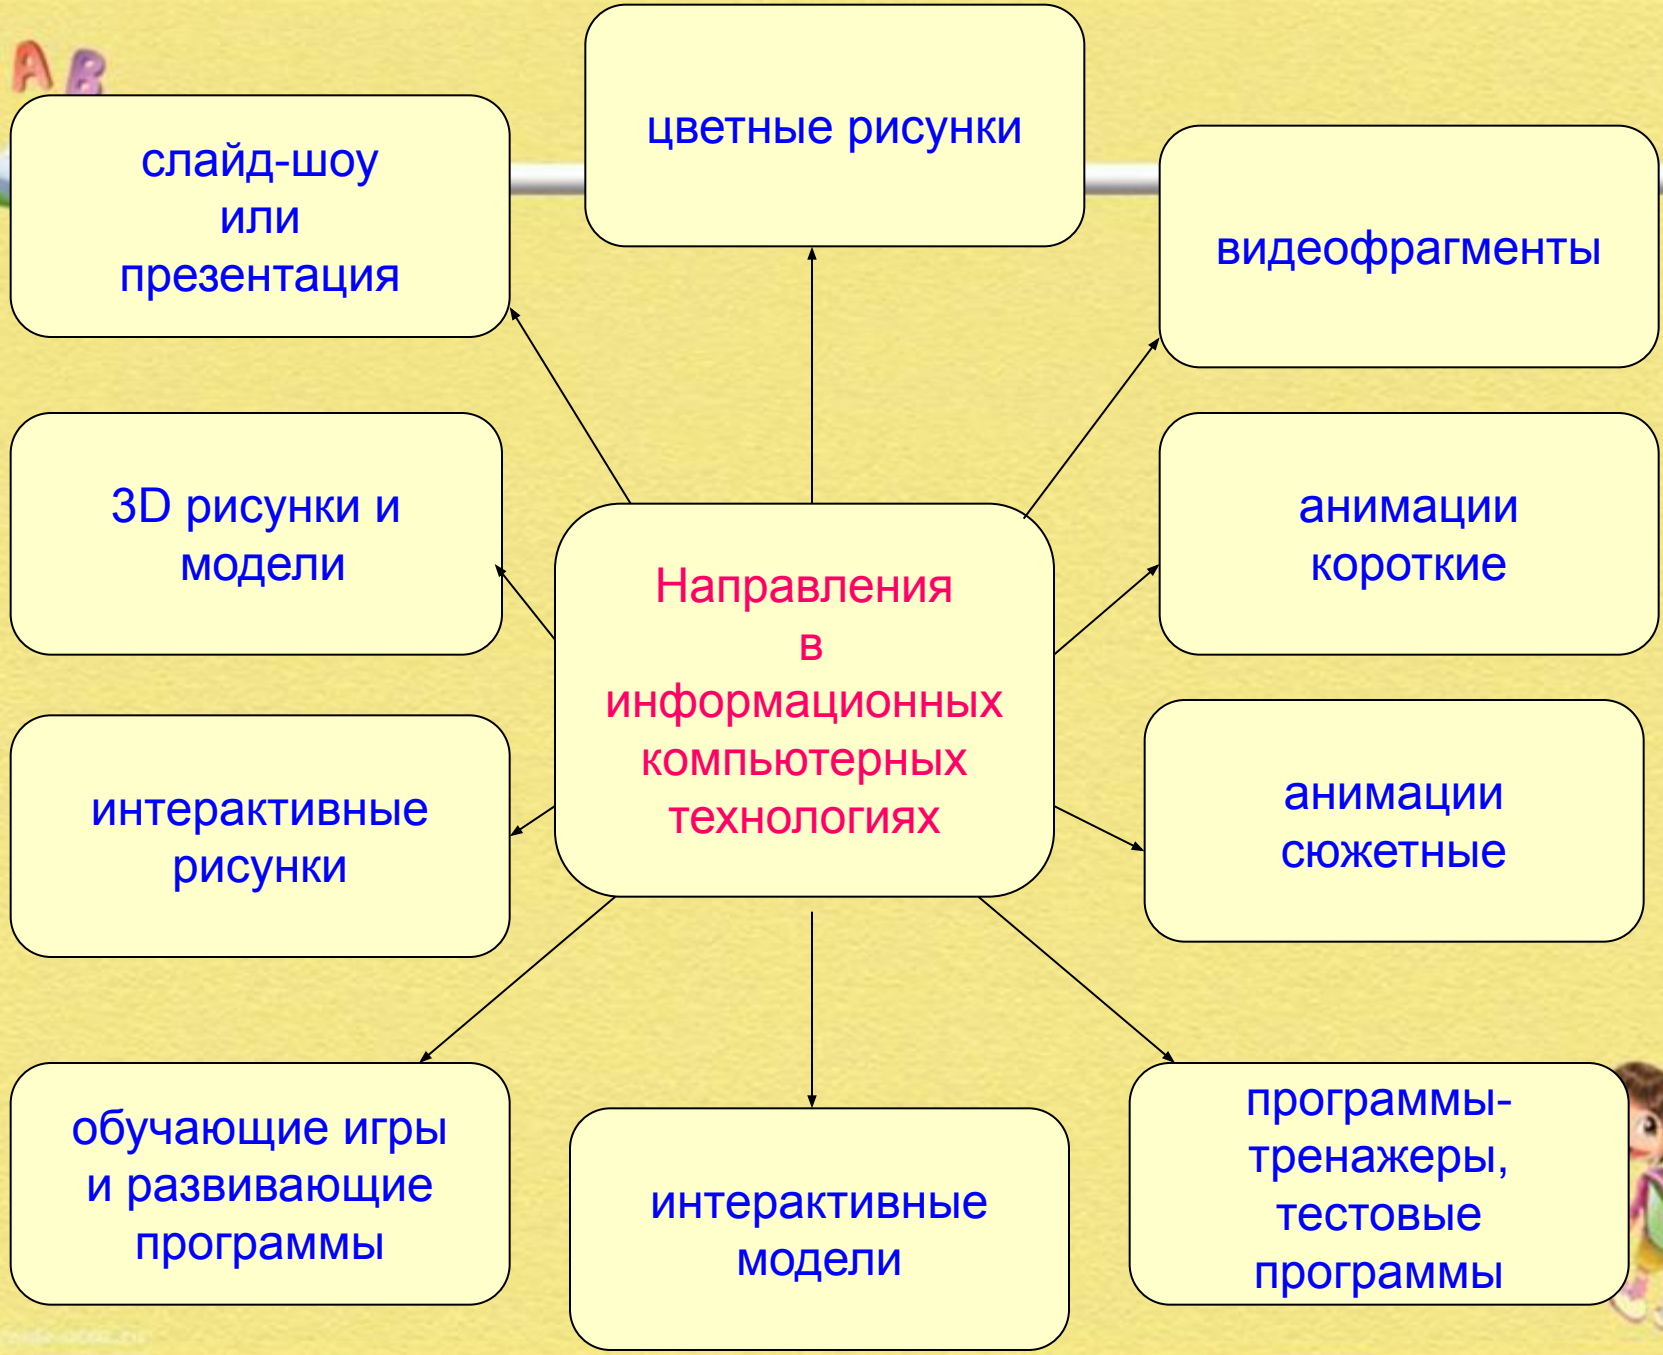 A B
цветные рисунки
слайд-шоу
или
презентация
видеофрагменты
3D рисунки и
модели
анимации
короткие
Направления
в
информационных
компьютерных
технологиях
интерактивные
рисунки
анимации
сюжетные
обучающие игры
и развивающие
программы
интерактивные
модели
программы-
тренажеры,
тестовые
программы